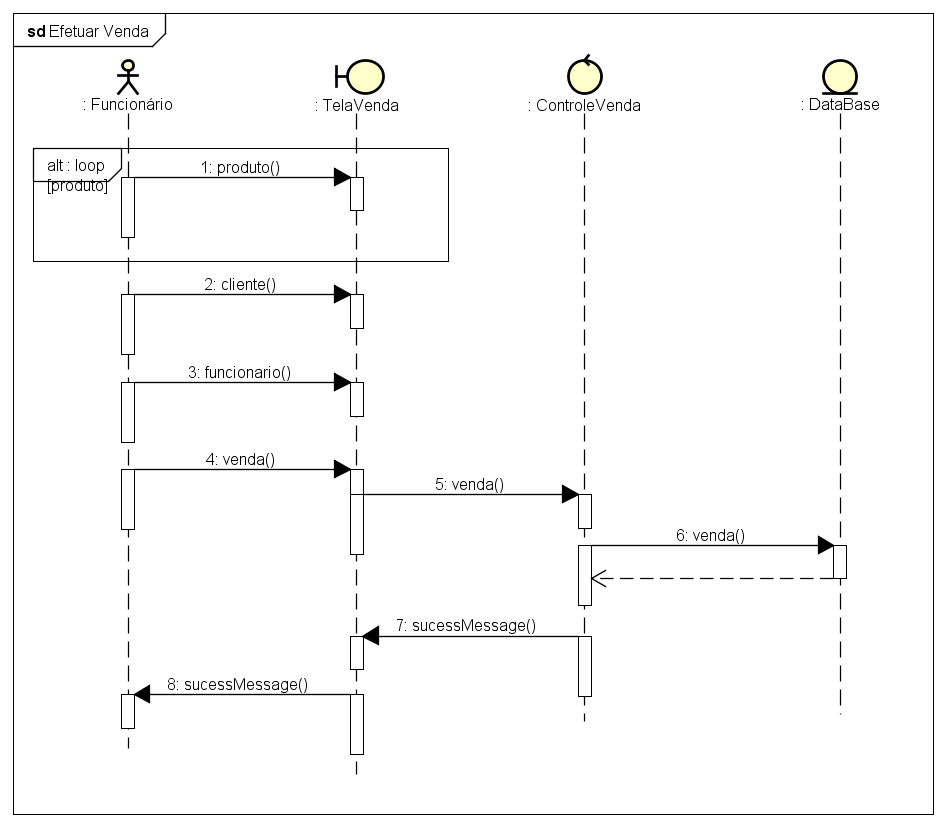 sd Efetuar Venda
: Funcionário
: TelaVenda
: ControleVenda
: DataBase
alt : loop
[produto]
1: produto()
2: cliente()
3: funcionario()
4: venda()
5: venda()
6: venda()
7: sucessMessage()
8: sucessMessage()